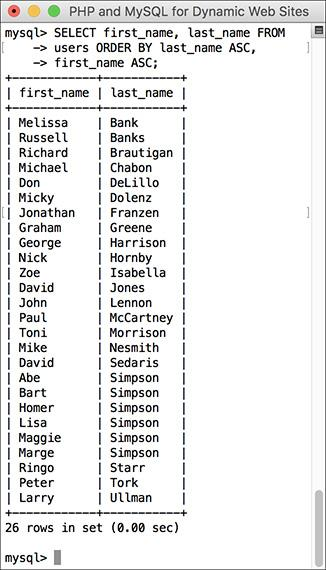 PHP and MySQL for Dynamic Web Sites
mysql> SELECT first_name, last_name FROM
    -> users ORDER BY last_name ASC,
    -> first_name ASC;
+------------+-----------+
| first_name | last_name |
+------------+-----------+
| Melissa    | Bank      |
| Russell    | Banks     |
| Richard    | Brautigan |
| Michael    | Chabon    |
| Don        | DeLillo   |
| Micky      | Dolenz    |
| Jonathan   | Franzen   |
| Graham     | Greene    |
| George     | Harrison  |
| Nick       | Hornby    |
| Zoe        | Isabella  |
| David      | Jones     |
| John       | Lennon    |
| Paul       | McCartney |
| Toni       | Morrison  |
| Mike       | Nesmith   |
| David      | Sedaris   |
| Abe        | Simpson   |
| Bart       | Simpson   |
| Homer      | Simpson   |
| Lisa       | Simpson   |
| Maggie     | Simpson   |
| Marge      | Simpson   |
| Ringo      | Starr     |
| Peter      | Tork      |
| Larry      | Ullman    |
+------------+-----------+
26 rows in set (0.00 sec)
mysql>